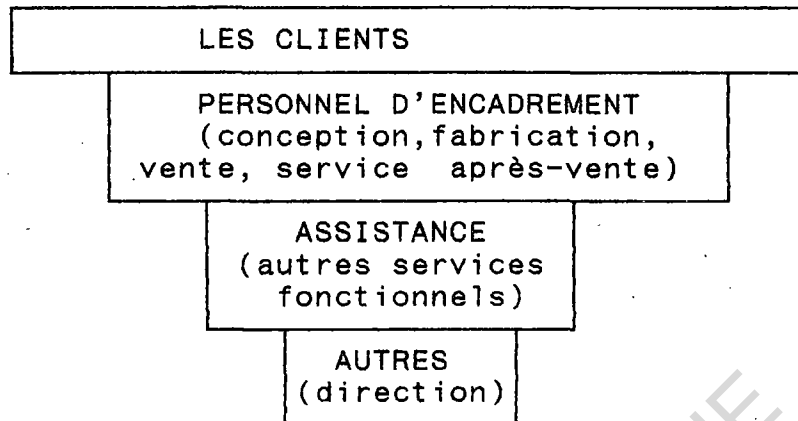 LES CLIENTS
PERSONNEL D'ENCADREMENT
(conception,fabrication,
vente, service après-vente)
ASSISTANCE
(autres services
fonctionnels)
AUTRES
(direction)